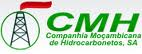 CMH
Companhia Moçambicana
de Hidrocarbonetos, SA